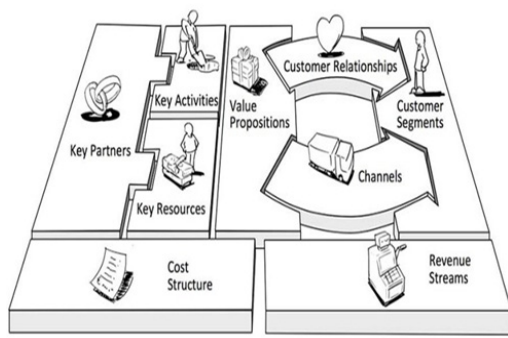 Key Partners
Key Activities
Key Resources
Value
Propositions
Customer Relationships
Channels
Customer
Segments
Cost
Structure
Revenue
Streams